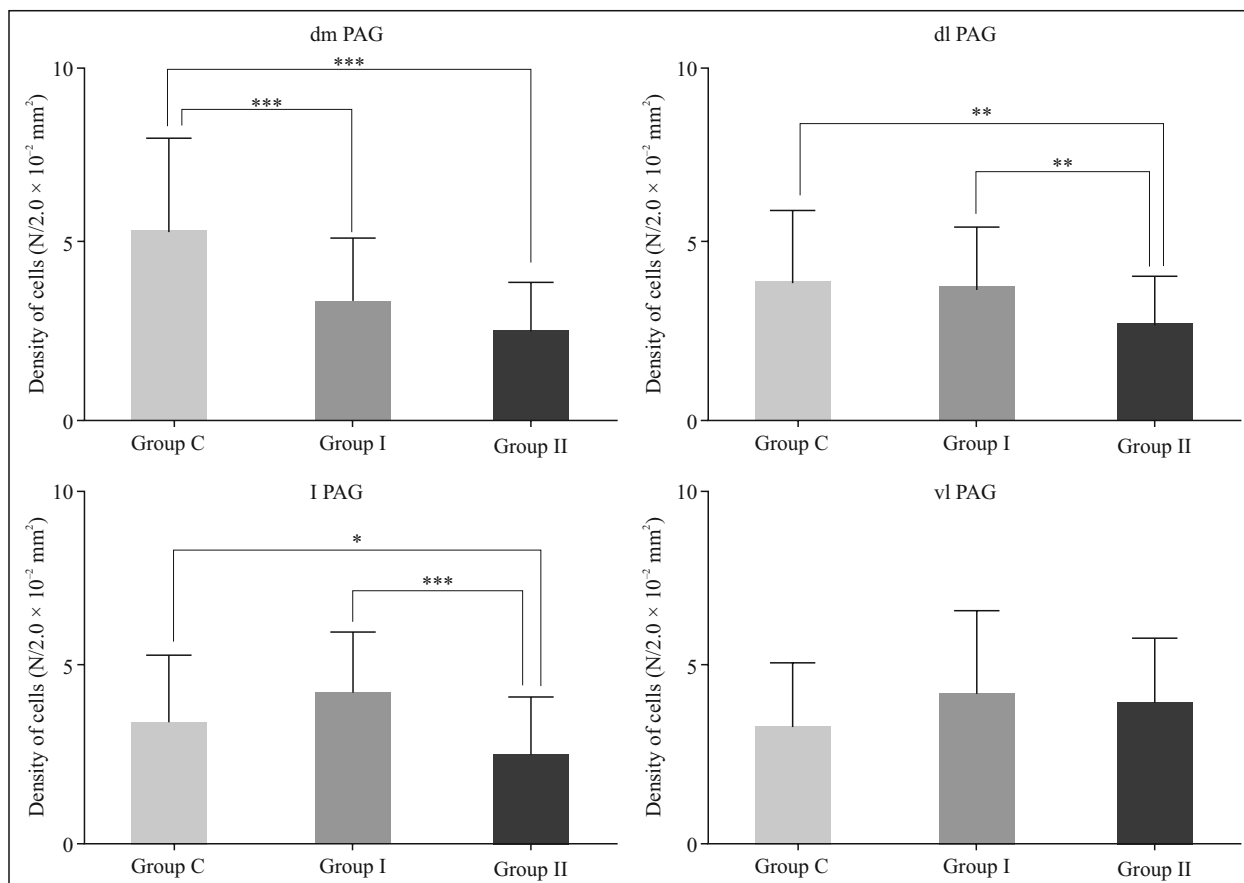 dm PAG
Density of cells (N/2.0 × 10⁻² mm²)
10
5
0
***
***
Group C
Group I
Group II
dl PAG
Density of cells (N/2.0 × 10⁻² mm²)
10
5
0
**
**
Group C
Group I
Group II
I PAG
Density of cells (N/2.0 × 10⁻² mm²)
10
5
0
*
***
Group C
Group I
Group II
vl PAG
Density of cells (N/2.0 × 10⁻² mm²)
10
5
0
Group C
Group I
Group II